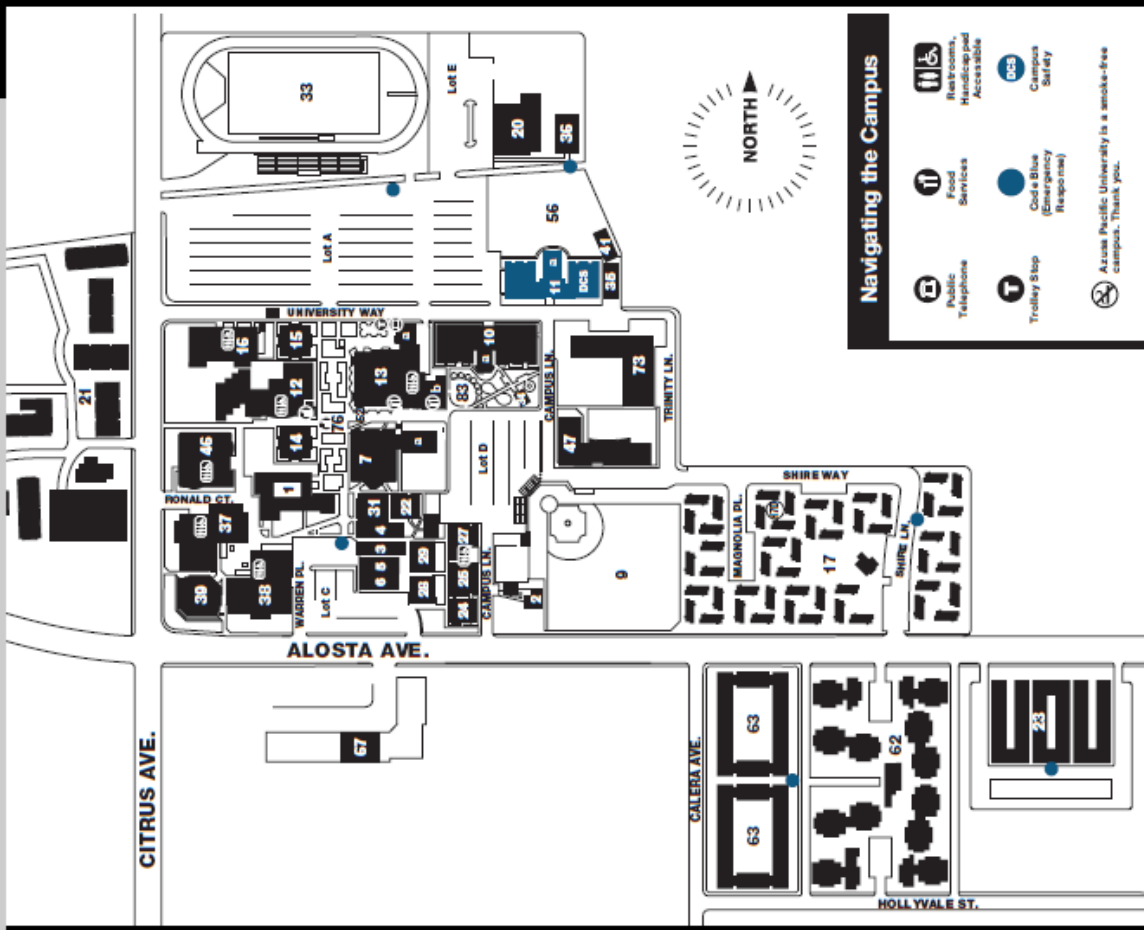 33
Lot E
20
36
NORTH
Navigating the Campus
Restrooms,
Handicapped
Accessible
DCS
Campus
Safety
Food
Services
Code Blue
(Emergency
Response)
Public
Telephone
T
Trolley Stop
Azusa Pacific University is a smoke-free
campus. Thank you.
Lot A
56
41
a
11
DCS
35
UNIVERSITY WAY
16
15
a
10
a
13
12
b
83
CAMPUS LN.
73
TRINITY LN.
21
76
46
14
7
a
Lot D
47
RONALD CT.
1
37
31
22
4
3
29
27
SHIRE WAY
MAGNOLIA PL.
17
SHIRE LN.
9
39
38
WARREN PL.
Lot C
6
5
28
26
24
CAMPUS LN.
2
ALOSTA AVE.
CITRUS AVE.
67
CALERA AVE.
63
63
62
23
HOLLYVALE ST.